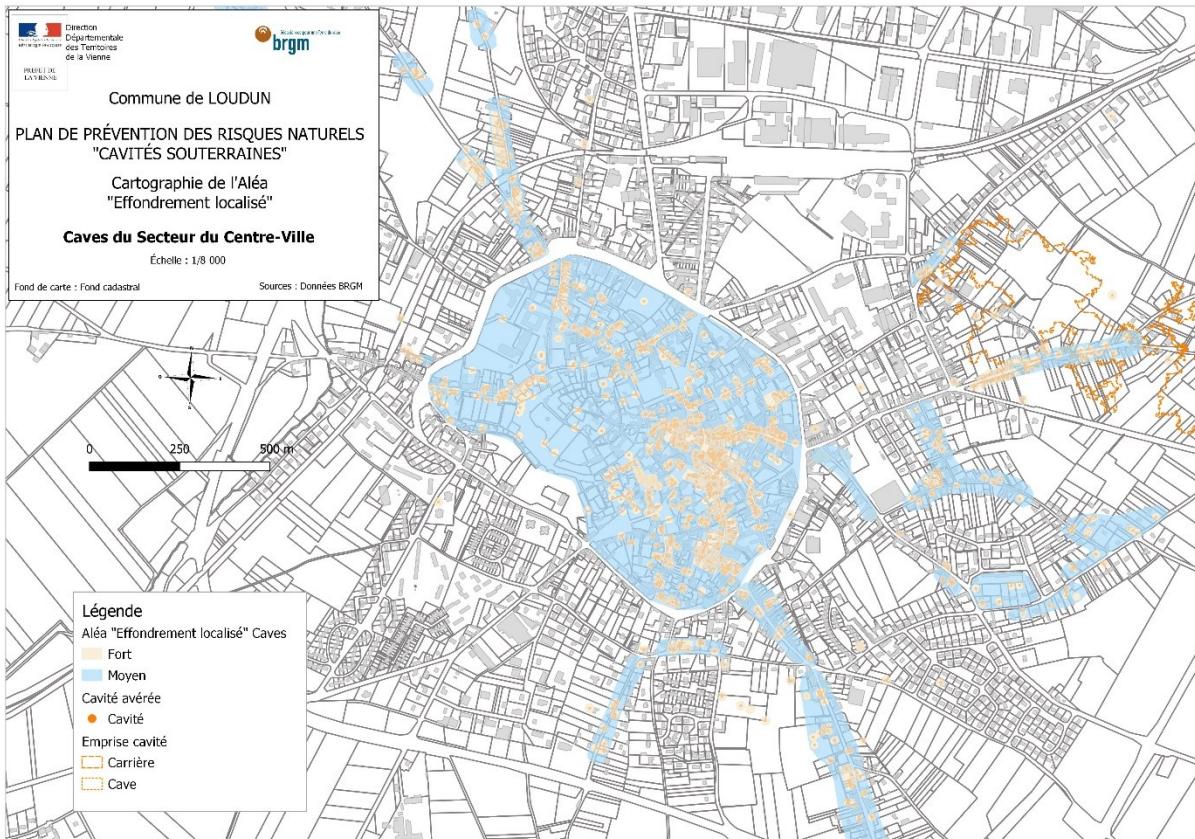 Direction
Départementale
des Territoires
de la Vienne
PREFET DE
LA VIENNE
brgm
Commune de LOUDUN
PLAN DE PRÉVENTION DES RISQUES NATURELS
"CAVITÉS SOUTERRAINES"
Cartographie de l'Aléa
"Effondrement localisé"
Caves du Secteur du Centre-Ville
Échelle : 1/8 000
Fond de carte : Fond cadastral
Sources : Données BRGM
N
O
E
S
0
250
500 m
Légende
Aléa "Effondrement localisé" Caves
Fort
Moyen
Cavité avérée
Cavité
Emprise cavité
Carrière
Cave